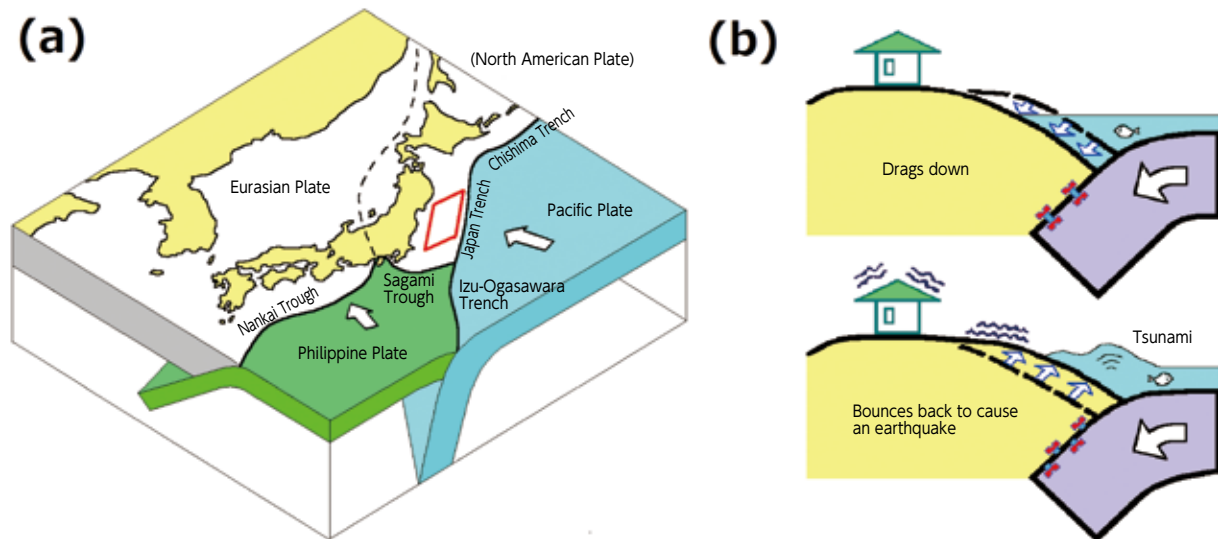 (a)
(North American Plate)
Chishima Trench
Eurasian Plate
Japan Trench
Pacific Plate
Sagami
Trough
Izu-Ogasawara
Trench
Nankai Trough
Philippine Plate
(b)
Drags down
Tsunami
Bounces back to cause
an earthquake